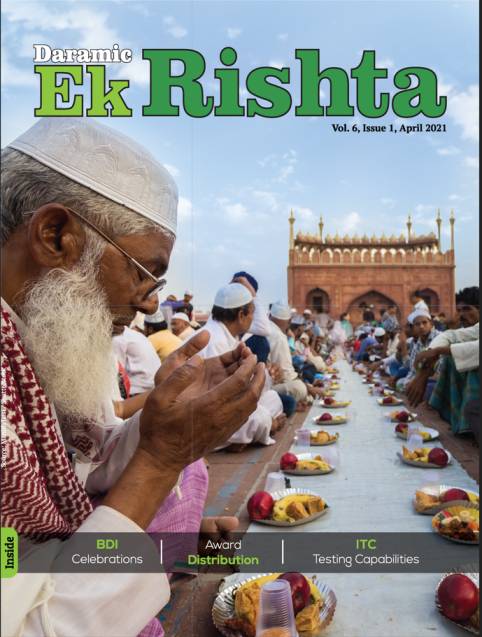 Daramic
Ek Rishta
Vol. 6, Issue 1, April 2021
Inside
BDI
Celebrations
Award
Distribution
ITC
Testing Capabilities